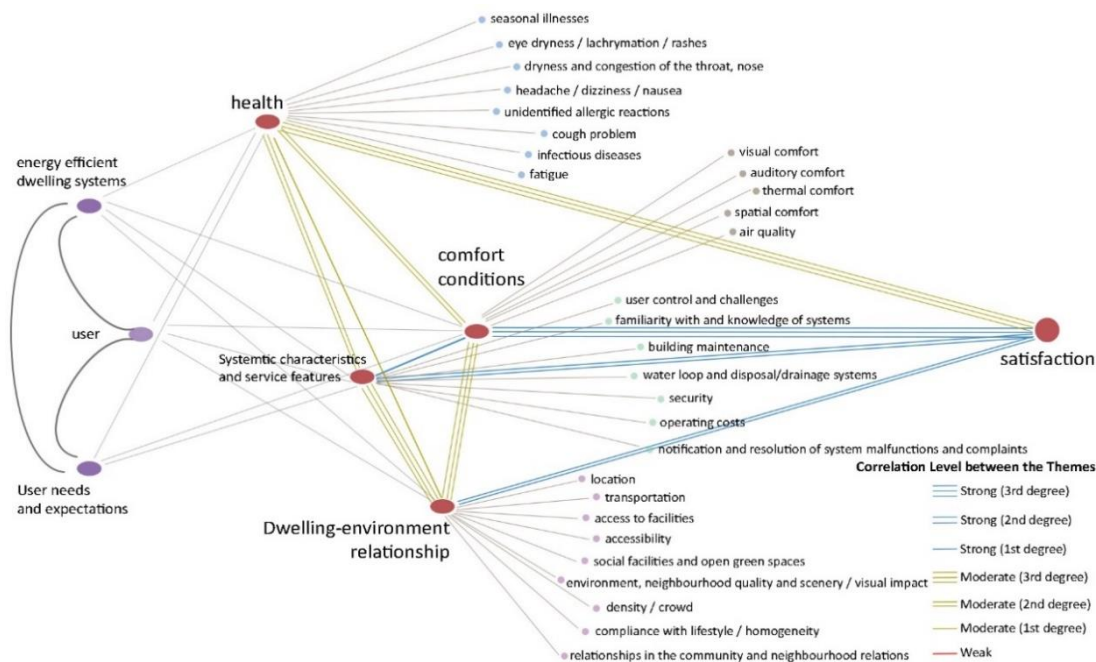 seasonal illnesses
eye dryness / lachrymation / rashes
dryness and congestion of the throat, nose
headache / dizziness / nausea
unidentified allergic reactions
cough problem
infectious diseases
fatigue
health
energy efficient
dwelling systems
visual comfort
auditory comfort
thermal comfort
spatial comfort
air quality
comfort
conditions
user
user control and challenges
familiarity with and knowledge of systems
building maintenance
water loop and disposal/drainage systems
security
operating costs
notification and resolution of system malfunctions and complaints
Systemtic characteristics
and service features
satisfaction
User needs
and expectations
Dwelling-environment
relationship
location
transportation
access to facilities
accessibility
social facilities and open green spaces
environment, neighbourhood quality and scenery / visual impact
density / crowd
compliance with lifestyle / homogeneity
relationships in the community and neighbourhood relations
Correlation Level between the Themes
Strong (3rd degree)
Strong (2nd degree)
Strong (1st degree)
Moderate (3rd degree)
Moderate (2nd degree)
Moderate (1st degree)
Weak